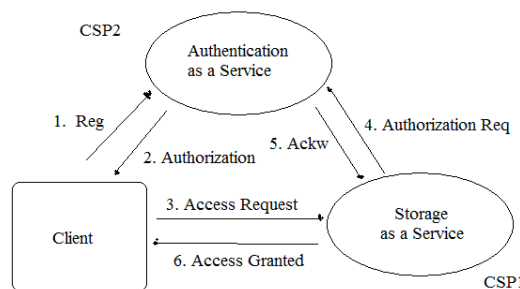 CSP2
Authentication
as a Service
1. Reg
4. Authorization Req
5. Ackw
2. Authorization
3. Access Request
Client
Storage
as a Service
6. Access Granted
CSP1